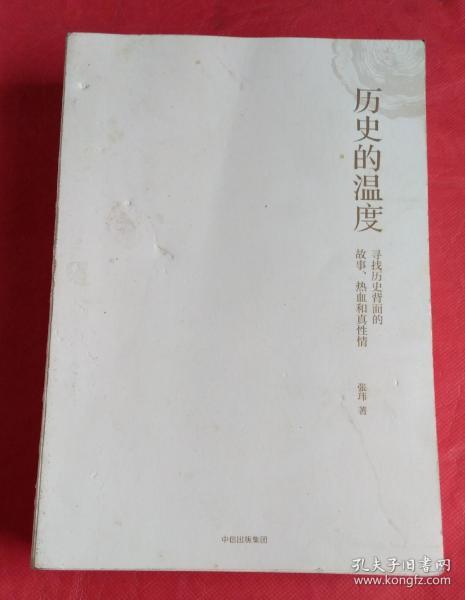 历史的温度
寻找历史背面的
故事、热血和真性情
张玮 著
中信出版集团
孔夫子旧书网
www.kongfz.com